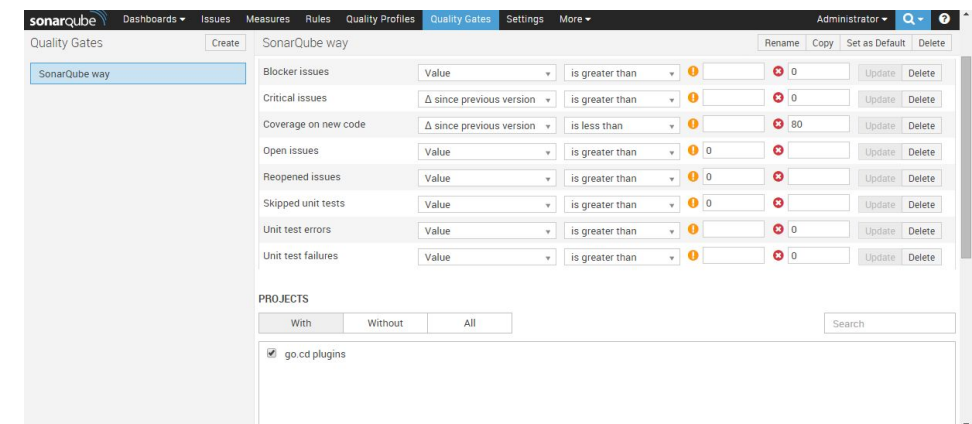 sonarqube Dashboards Issues Measures Rules Quality Profiles Quality Gates Settings More Administrator ?
Quality Gates Create SonarQube way Rename Copy Set as Default Delete
SonarQube way
Blocker issues Value is greater than 0 Update Delete
Critical issues Δ since previous version is greater than 0 Update Delete
Coverage on new code Δ since previous version is less than 80 Update Delete
Open issues Value is greater than 0 Update Delete
Reopened issues Value is greater than 0 Update Delete
Skipped unit tests Value is greater than 0 Update Delete
Unit test errors Value is greater than 0 Update Delete
Unit test failures Value is greater than 0 Update Delete
PROJECTS
With Without All Search
go.cd plugins